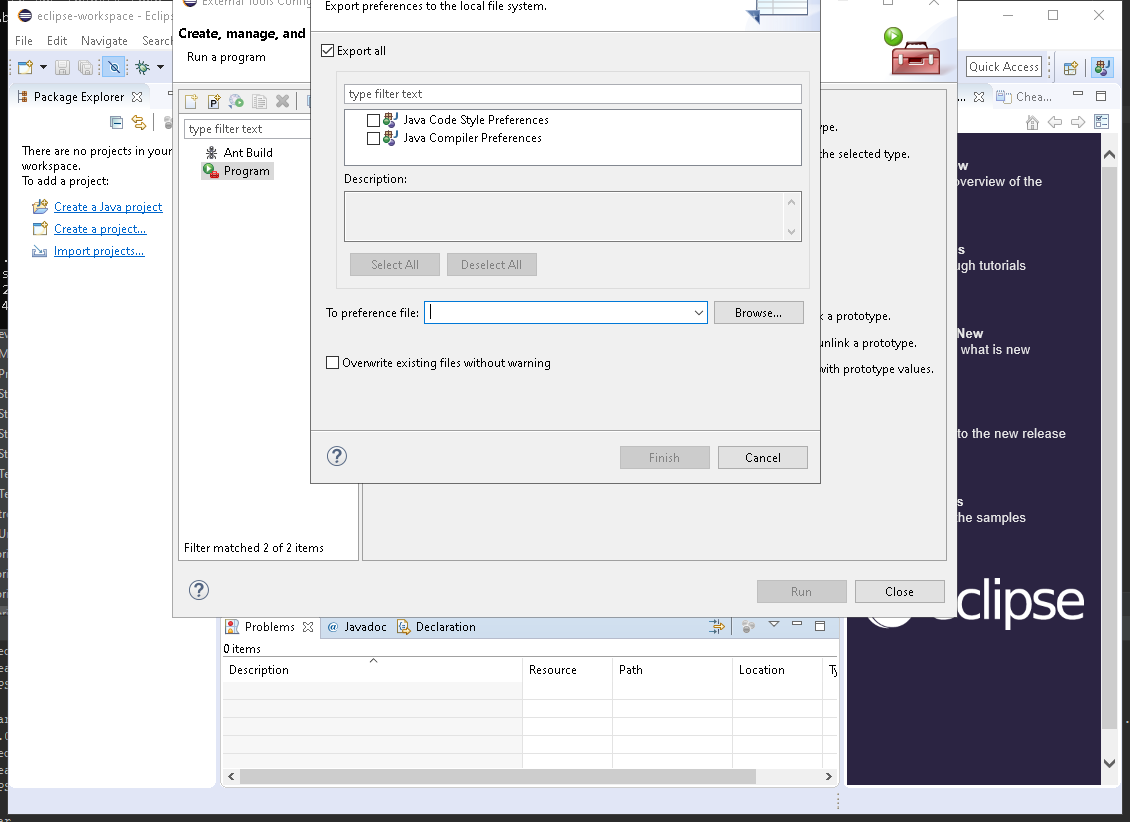 eclipse-workspace - Eclips
File Edit Navigate Search
Package Explorer
There are no projects in your
workspace.
To add a project:
Create a Java project
Create a project...
Import projects...
External Tools Config
Create, manage, and
Run a program
type filter text
Ant Build
Program
Filter matched 2 of 2 items
Export preferences to the local file system.
Export all
type filter text
Java Code Style Preferences
Java Compiler Preferences
Description:
Select All
Deselect All
To preference file:
Browse...
Overwrite existing files without warning
Finish
Cancel
ype.
the selected type.
k a prototype.
unlink a prototype.
with prototype values.
Run
Close
Quick Access
... Chea...
w
overview of the
s
ugh tutorials
New
what is new
to the new release
s
he samples
clipse
Problems
@ Javadoc
Declaration
0 items
Description Resource Path Location Ty